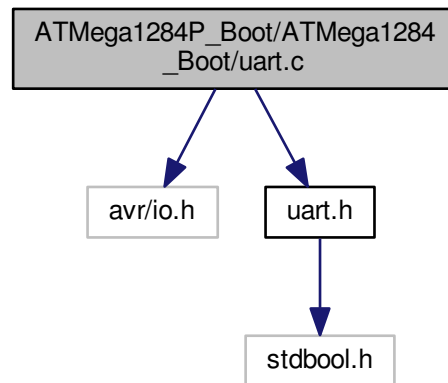 ATMega1284P_Boot/ATMega1284
_Boot/uart.c
avr/io.h
uart.h
stdbool.h